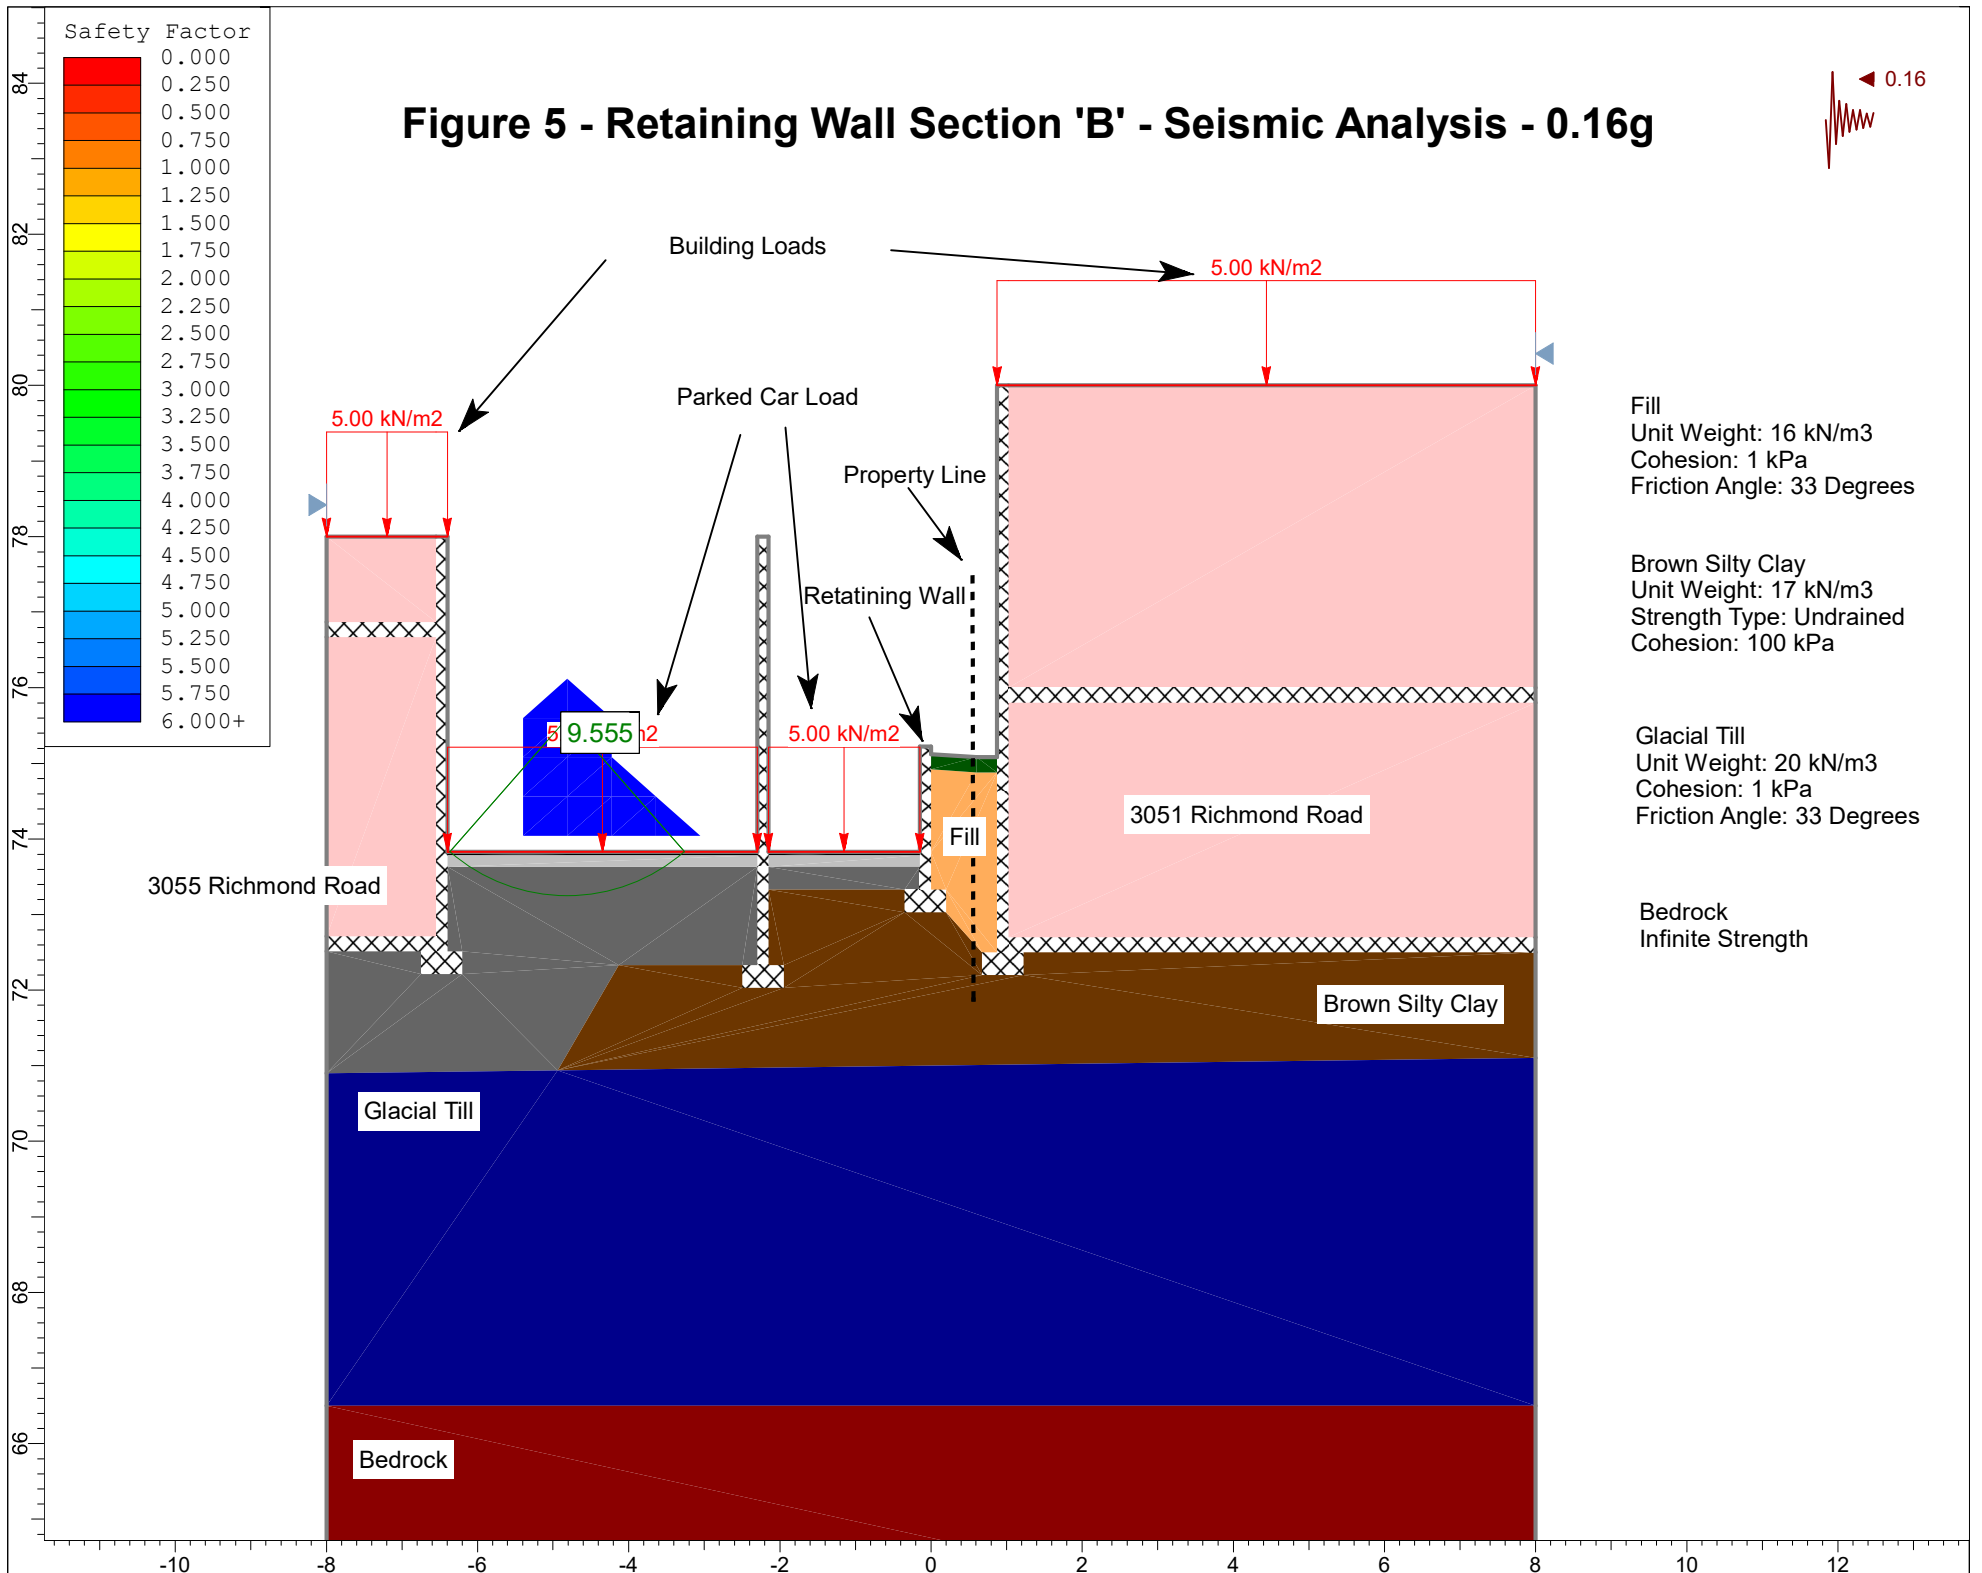 Safety Factor
0.000
0.250
0.500
0.750
1.000
1.250
1.500
1.750
2.000
2.250
2.500
2.750
3.000
3.250
3.500
3.750
4.000
4.250
4.500
4.750
5.000
5.250
5.500
5.750
6.000+
Figure 5 - Retaining Wall Section 'B' - Seismic Analysis - 0.16g
0.16
Building Loads
5.00 kN/m2
Parked Car Load
5.00 kN/m2
Property Line
Retatining Wall
9.555
5.00 kN/m2
Fill
3051 Richmond Road
3055 Richmond Road
Brown Silty Clay
Glacial Till
Bedrock
Fill
Unit Weight: 16 kN/m3
Cohesion: 1 kPa
Friction Angle: 33 Degrees
Brown Silty Clay
Unit Weight: 17 kN/m3
Strength Type: Undrained
Cohesion: 100 kPa
Glacial Till
Unit Weight: 20 kN/m3
Cohesion: 1 kPa
Friction Angle: 33 Degrees
Bedrock
Infinite Strength
84
82
80
78
76
74
72
70
68
66
-10
-8
-6
-4
-2
0
2
4
6
8
10
12